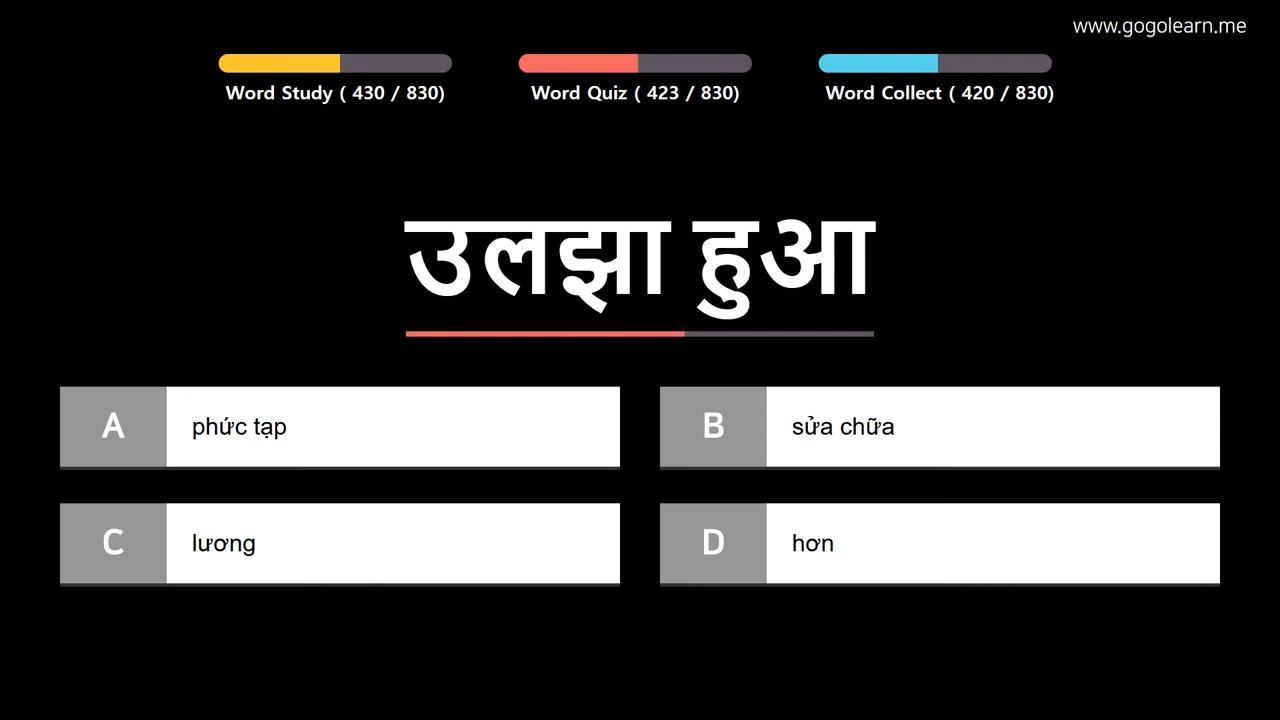 www.gogolearn.me
Word Study ( 430 / 830)
Word Quiz ( 423 / 830)
Word Collect ( 420 / 830)
उलझा हुआ
A phức tạp
B sửa chữa
C lương
D hơn